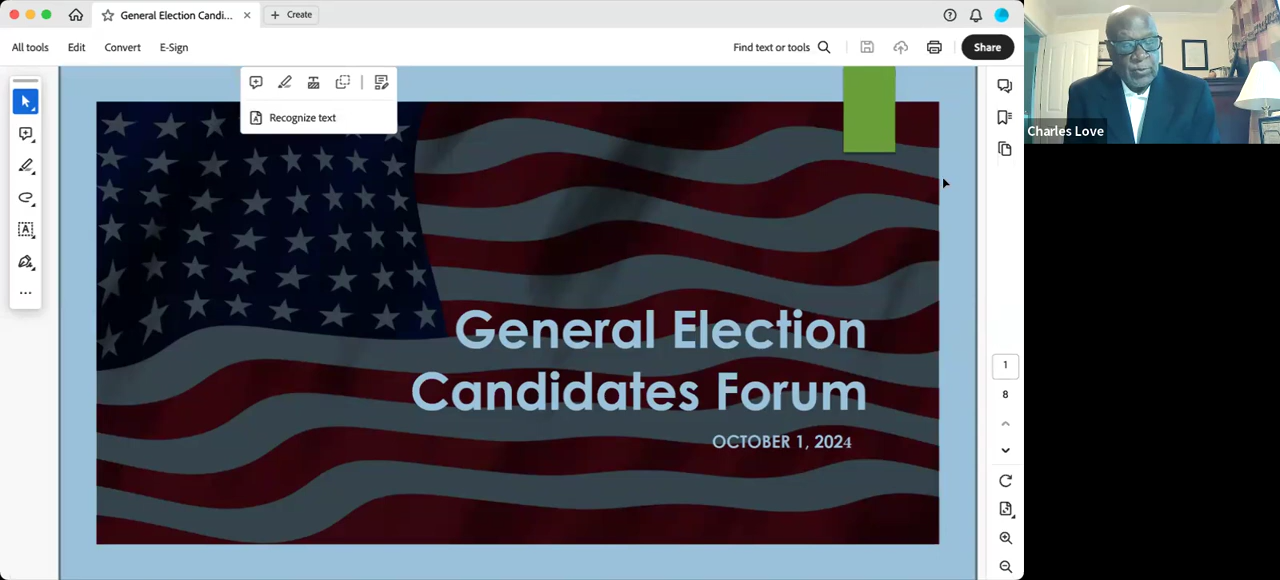 General Election Candi...
Create
All tools
Edit
Convert
E-Sign
Find text or tools
Share
Recognize text
Charles Love
General Election
Candidates Forum
OCTOBER 1, 2024
1
8